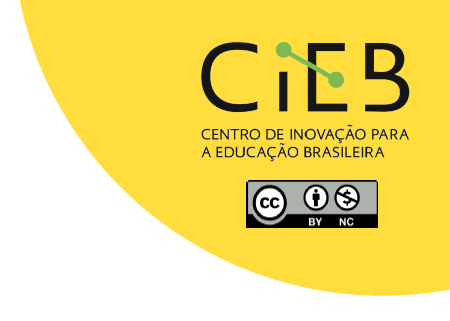 CiEB
CENTRO DE INOVAÇÃO PARA
A EDUCAÇÃO BRASILEIRA
cc
BY NC